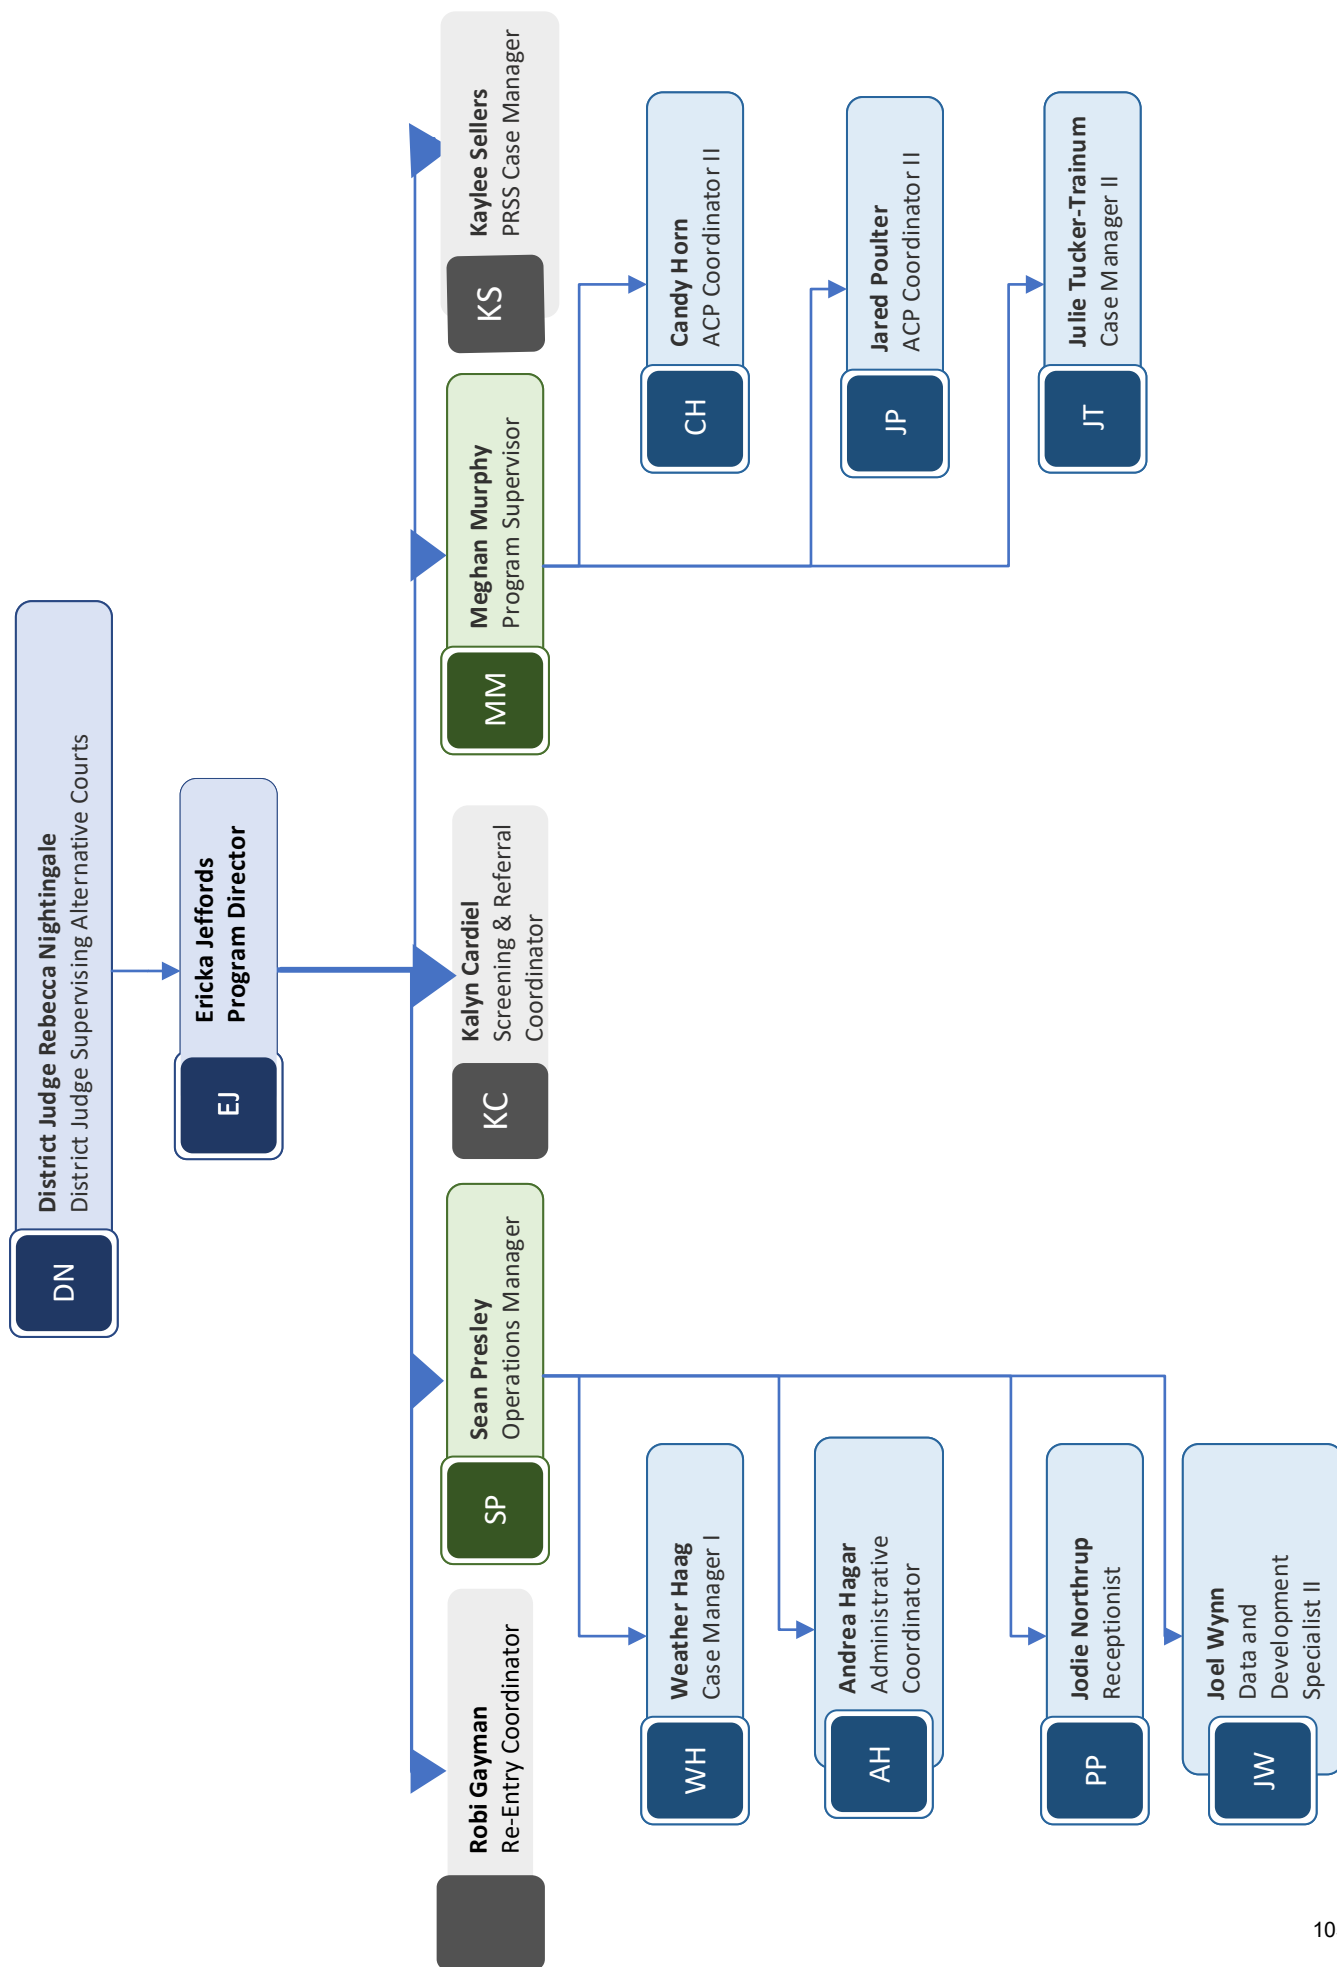 DN
District Judge Rebecca Nightingale
District Judge Supervising Alternative Courts
EJ
Ericka Jeffords
Program Director
Robi Gayman
Re-Entry Coordinator
SP
Sean Presley
Operations Manager
KC
Kalyn Cardiel
Screening & Referral
Coordinator
MM
Meghan Murphy
Program Supervisor
KS
Kaylee Sellers
PRSS Case Manager
WH
Weather Haag
Case Manager I
CH
Candy Horn
ACP Coordinator II
AH
Andrea Hagar
Administrative
Coordinator
JP
Jared Poulter
ACP Coordinator II
PP
Jodie Northrup
Receptionist
JT
Julie Tucker-Trainum
Case Manager II
JW
Joel Wynn
Data and
Development
Specialist II